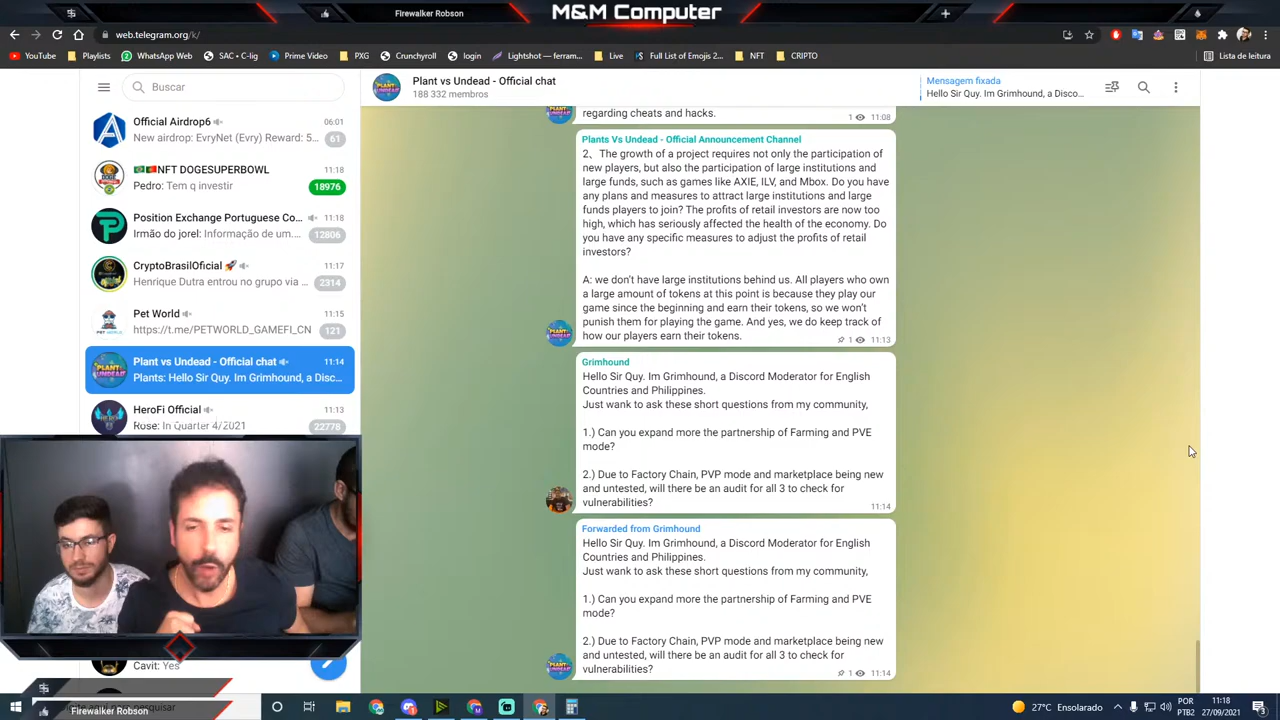 Firewalker Robson
M&M Computer
web.telegram.org/k/
YouTube
Playlists
WhatsApp Web
SAC • C-lig
Prime Video
PXG
Crunchyroll
login
Lightshot — ferram...
Live
Full List of Emojis 2...
NFT
CRIPTO
Lista de leitura
Buscar
Plant vs Undead - Official chat
188 332 membros
Mensagem fixada
Hello Sir Quy. Im Grimhound, a Disco...
Official Airdrop6
06:01
New airdrop: EvryNet (Evry) Reward: 5...
61
NFT DOGESUPERBOWL
11:18
Pedro: Tem q investir
18976
Position Exchange Portuguese Co...
11:18
Irmão do jorel: Informação de um....
12806
CryptoBrasilOficial
11:17
Henrique Dutra entrou no grupo via ...
2314
Pet World
11:15
https://t.me/PETWORLD_GAMEFI_CN
121
Plant vs Undead - Official chat
11:14
Plants: Hello Sir Quy. Im Grimhound, a Disc...
HeroFi Official
11:13
Rose: In Quarter 4/2021
22778
Cavit: Yes
regarding cheats and hacks.
1 11:08
Plants Vs Undead - Official Announcement Channel
2、The growth of a project requires not only the participation of
new players, but also the participation of large institutions and
large funds, such as games like AXIE, ILV, and Mbox. Do you have
any plans and measures to attract large institutions and large
funds players to join? The profits of retail investors are now too
high, which has seriously affected the health of the economy. Do
you have any specific measures to adjust the profits of retail
investors?
A: we don't have large institutions behind us. All players who own
a large amount of tokens at this point is because they play our
game since the beginning and earn their tokens, so we won't
punish them for playing the game. And yes, we do keep track of
how our players earn their tokens.
1 11:13
Grimhound
Hello Sir Quy. Im Grimhound, a Discord Moderator for English
Countries and Philippines.
Just wank to ask these short questions from my community,
1.) Can you expand more the partnership of Farming and PVE
mode?
2.) Due to Factory Chain, PVP mode and marketplace being new
and untested, will there be an audit for all 3 to check for
vulnerabilities?
11:14
Forwarded from Grimhound
Hello Sir Quy. Im Grimhound, a Discord Moderator for English
Countries and Philippines.
Just wank to ask these short questions from my community,
1.) Can you expand more the partnership of Farming and PVE
mode?
2.) Due to Factory Chain, PVP mode and marketplace being new
and untested, will there be an audit for all 3 to check for
vulnerabilities?
1 11:14
aqui para pesquisar
Firewalker Robson
27°C Ensolarado
POR
PTB2
11:18
27/09/2021